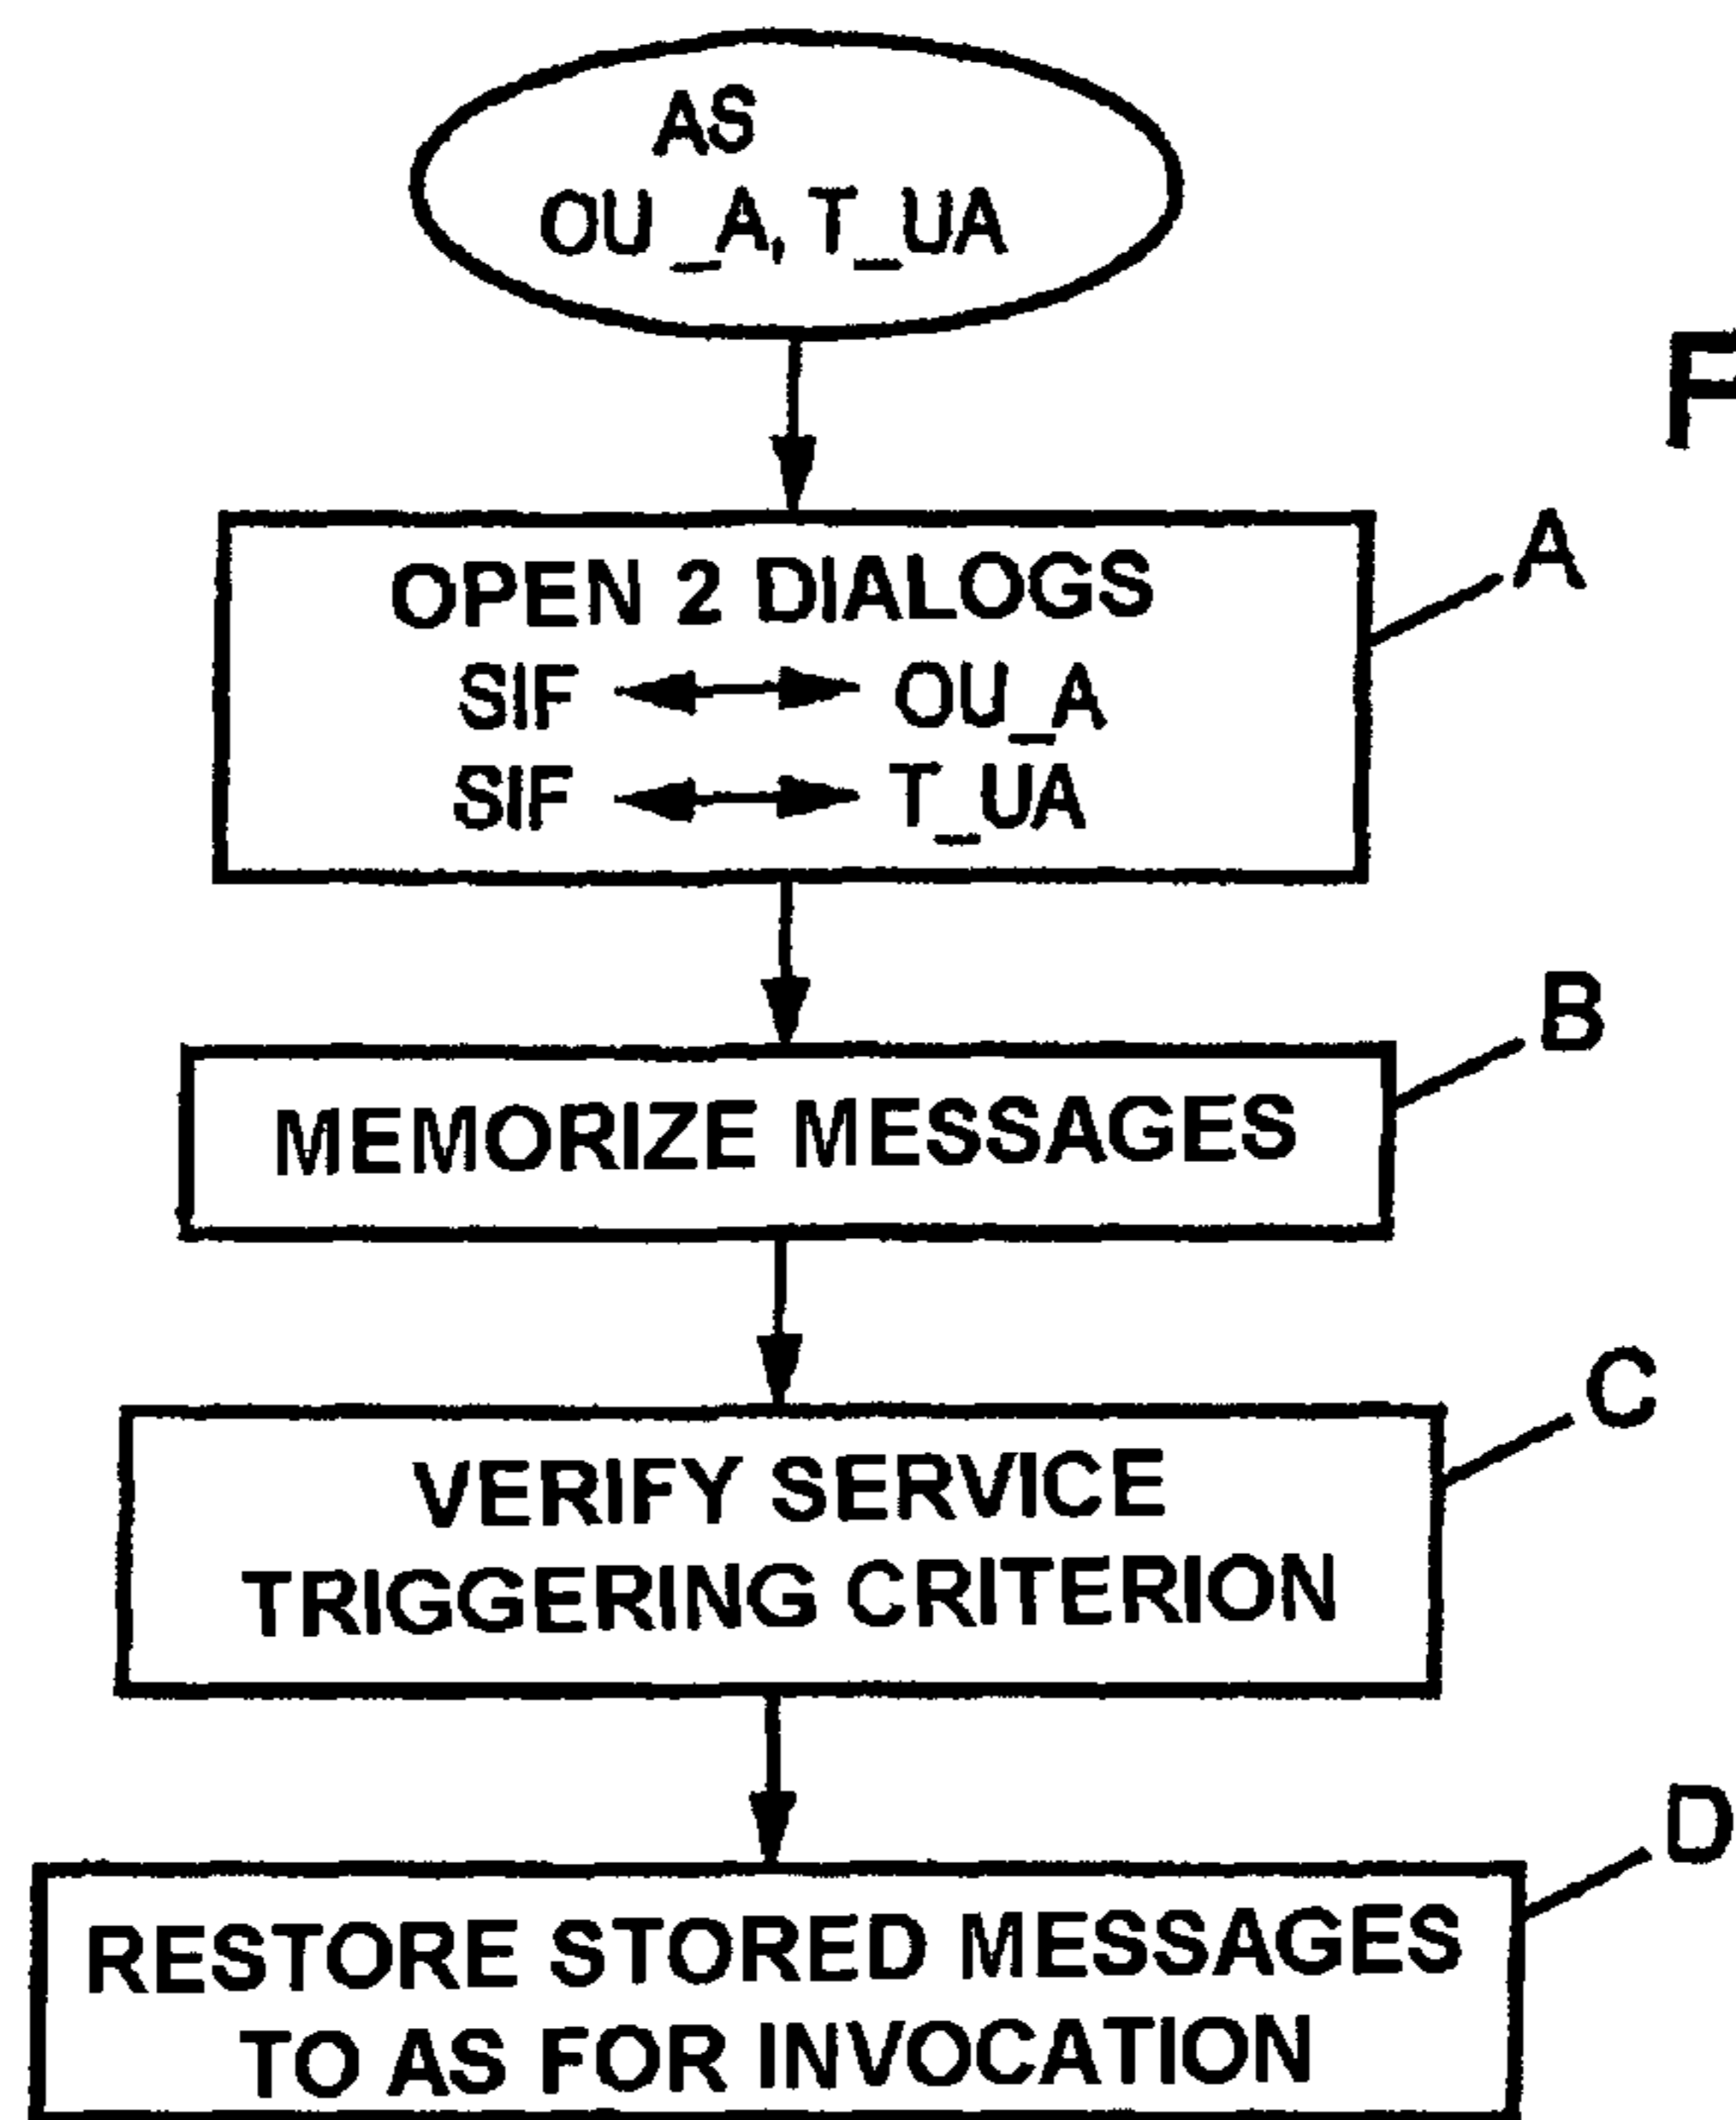 AS
OU_A, T_UA
F
OPEN 2 DIALOGS
A
SIF OU_A
SIF T_UA
B
MEMORIZE MESSAGES
C
VERIFY SERVICE
TRIGGERING CRITERION
D
RESTORE STORED MESSAGES
TO AS FOR INVOCATION